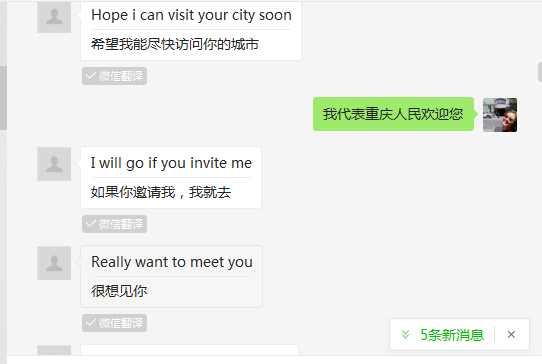 Hope i can visit your city soon
希望我能尽快访问你的城市
微信翻译
我代表重庆人民欢迎您
I will go if you invite me
如果你邀请我，我就去
微信翻译
Really want to meet you
很想见你
微信翻译
5条新消息